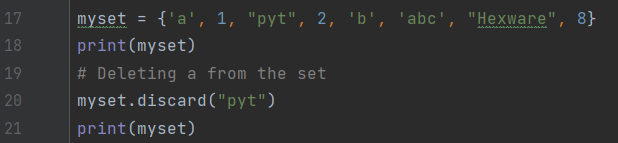 17 myset = {'a', 1, "pyt", 2, 'b', 'abc', "Hexware", 8}
18 print(myset)
19 # Deleting a from the set
20 myset.discard("pyt")
21 print(myset)